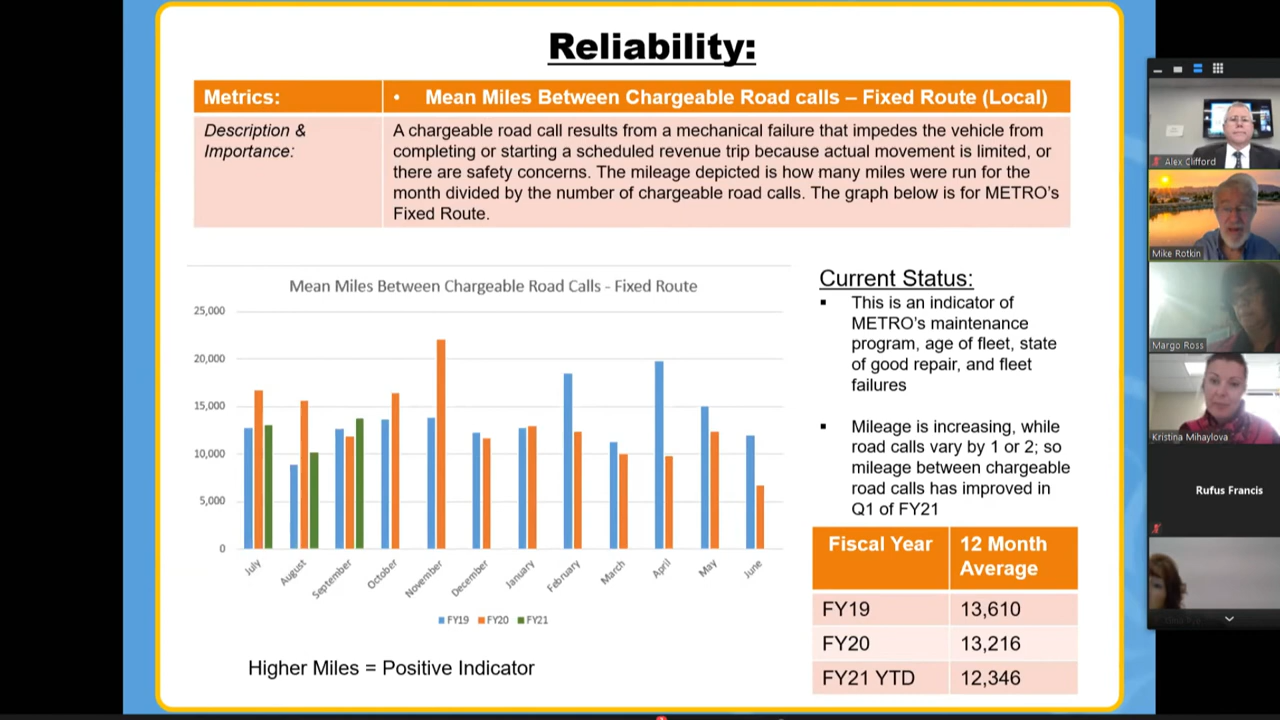 Reliability:
Metrics:
• Mean Miles Between Chargeable Road calls – Fixed Route (Local)
Description &
Importance:
A chargeable road call results from a mechanical failure that impedes the vehicle from
completing or starting a scheduled revenue trip because actual movement is limited, or
there are safety concerns. The mileage depicted is how many miles were run for the
month divided by the number of chargeable road calls. The graph below is for METRO's
Fixed Route.
Mean Miles Between Chargeable Road Calls - Fixed Route
25,000
20,000
15,000
10,000
5,000
0
July
August
September
October
November
December
January
February
March
April
May
June
FY19 FY20 FY21
Higher Miles = Positive Indicator
Current Status:
▪ This is an indicator of
METRO's maintenance
program, age of fleet, state
of good repair, and fleet
failures
▪ Mileage is increasing, while
road calls vary by 1 or 2; so
mileage between chargeable
road calls has improved in
Q1 of FY21
Fiscal Year
12 Month
Average
FY19 13,610
FY20 13,216
FY21 YTD 12,346
Alex Clifford
Mike Rotkin
Margo Ross
Kristina Mihaylova
Rufus Francis